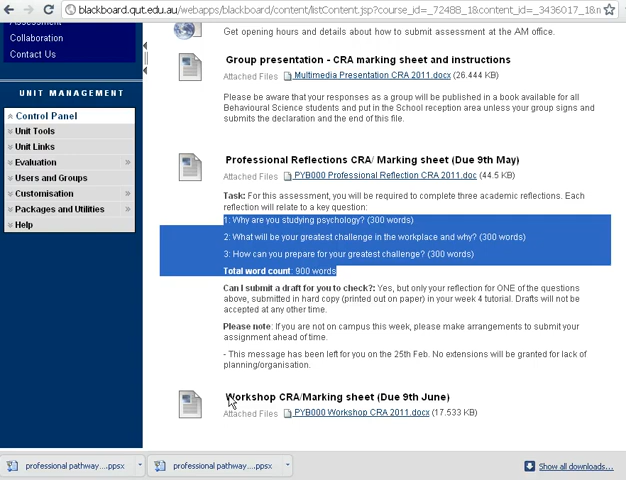 blackboard.qut.edu.au/webapps/blackboard/content/listContent.jsp?course_id=_72488_1&content_id=_3436017_1&n
Assessment
Collaboration
Contact Us
UNIT MANAGEMENT
Control Panel
Unit Tools
Unit Links
Evaluation
Users and Groups
Customisation
Packages and Utilities
Help
Get opening hours and details about how to submit assessment at the AM office.
Group presentation - CRA marking sheet and instructions
Attached Files Multimedia Presentation CRA 2011.docx (26.444 KB)
Please be aware that your responses as a group will be published in a book available for all
Behavioural Science students and put in the School reception area unless your group signs and
submits the declaration and the end of this file.
Professional Reflections CRA/ Marking sheet (Due 9th May)
Attached Files PYB000 Professional Reflection CRA 2011.doc (44.5 KB)
Task: For this assessment, you will be required to complete three academic reflections. Each
reflection will relate to a key question:
1: Why are you studying psychology? (300 words)
2: What will be your greatest challenge in the workplace and why? (300 words)
3: How can you prepare for your greatest challenge? (300 words)
Total word count: 900 words
Can I submit a draft for you to check?: Yes, but only your reflection for ONE of the questions
above, submitted in hard copy (printed out on paper) in your week 4 tutorial. Drafts will not be
accepted at any other time.
Please note: If you are not on campus this week, please make arrangements to submit your
assignment ahead of time.
- This message has been left for you on the 25th Feb. No extensions will be granted for lack of
planning/organisation.
Workshop CRA/Marking sheet (Due 9th June)
Attached Files PYB000 Workshop CRA 2011.docx (17.533 KB)
professional pathway....ppsx
professional pathway....ppsx
Show all downloads...